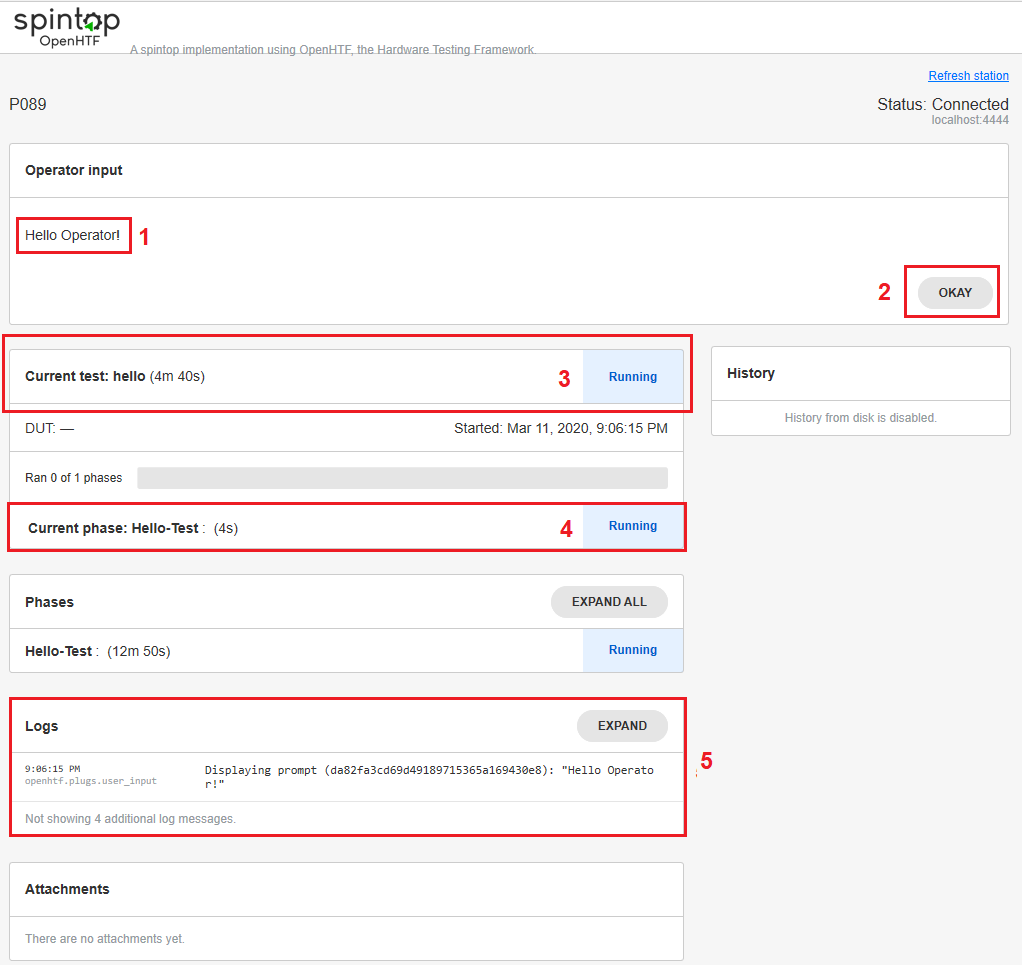 spintop
OpenHTF
A spintop implementation using OpenHTF, the Hardware Testing Framework.
Refresh station
P089
Status: Connected
localhost:4444
Operator input
Hello Operator!
1
2
OKAY
Current test: hello (4m 40s)
3
Running
DUT: —
Started: Mar 11, 2020, 9:06:15 PM
Ran 0 of 1 phases
Current phase: Hello-Test : (4s)
4
Running
History
History from disk is disabled.
Phases
EXPAND ALL
Hello-Test : (12m 50s)
Running
Logs
EXPAND
5
9:06:15 PM
openhtf.plugs.user_input
Displaying prompt (da82fa3cd69d49189715365a169430e8): "Hello Operato
r!"
Not showing 4 additional log messages.
Attachments
There are no attachments yet.